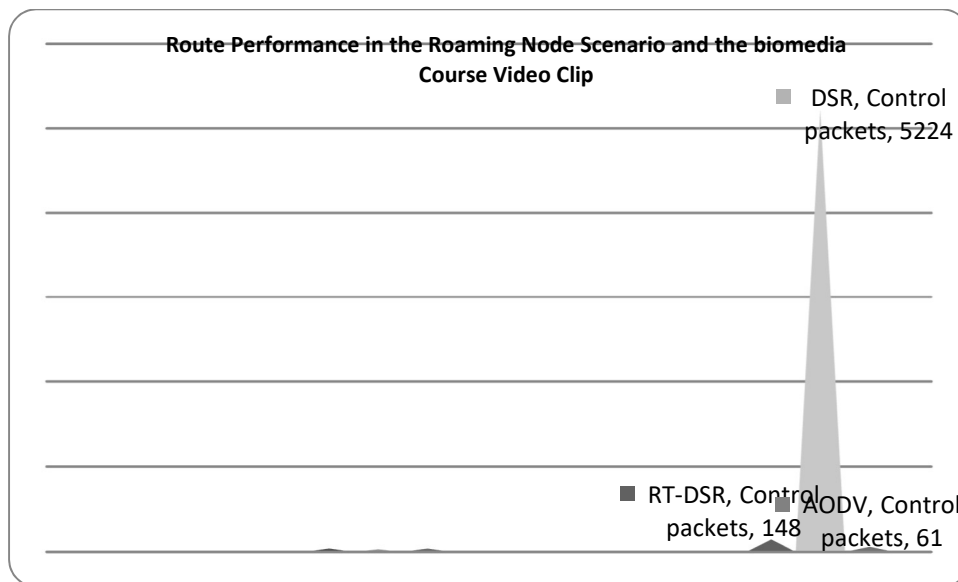 Route Performance in the Roaming Node Scenario and the biomedia
Course Video Clip
DSR, Control
packets, 5224
RT-DSR, Control
packets, 148
AODV, Control
packets, 61